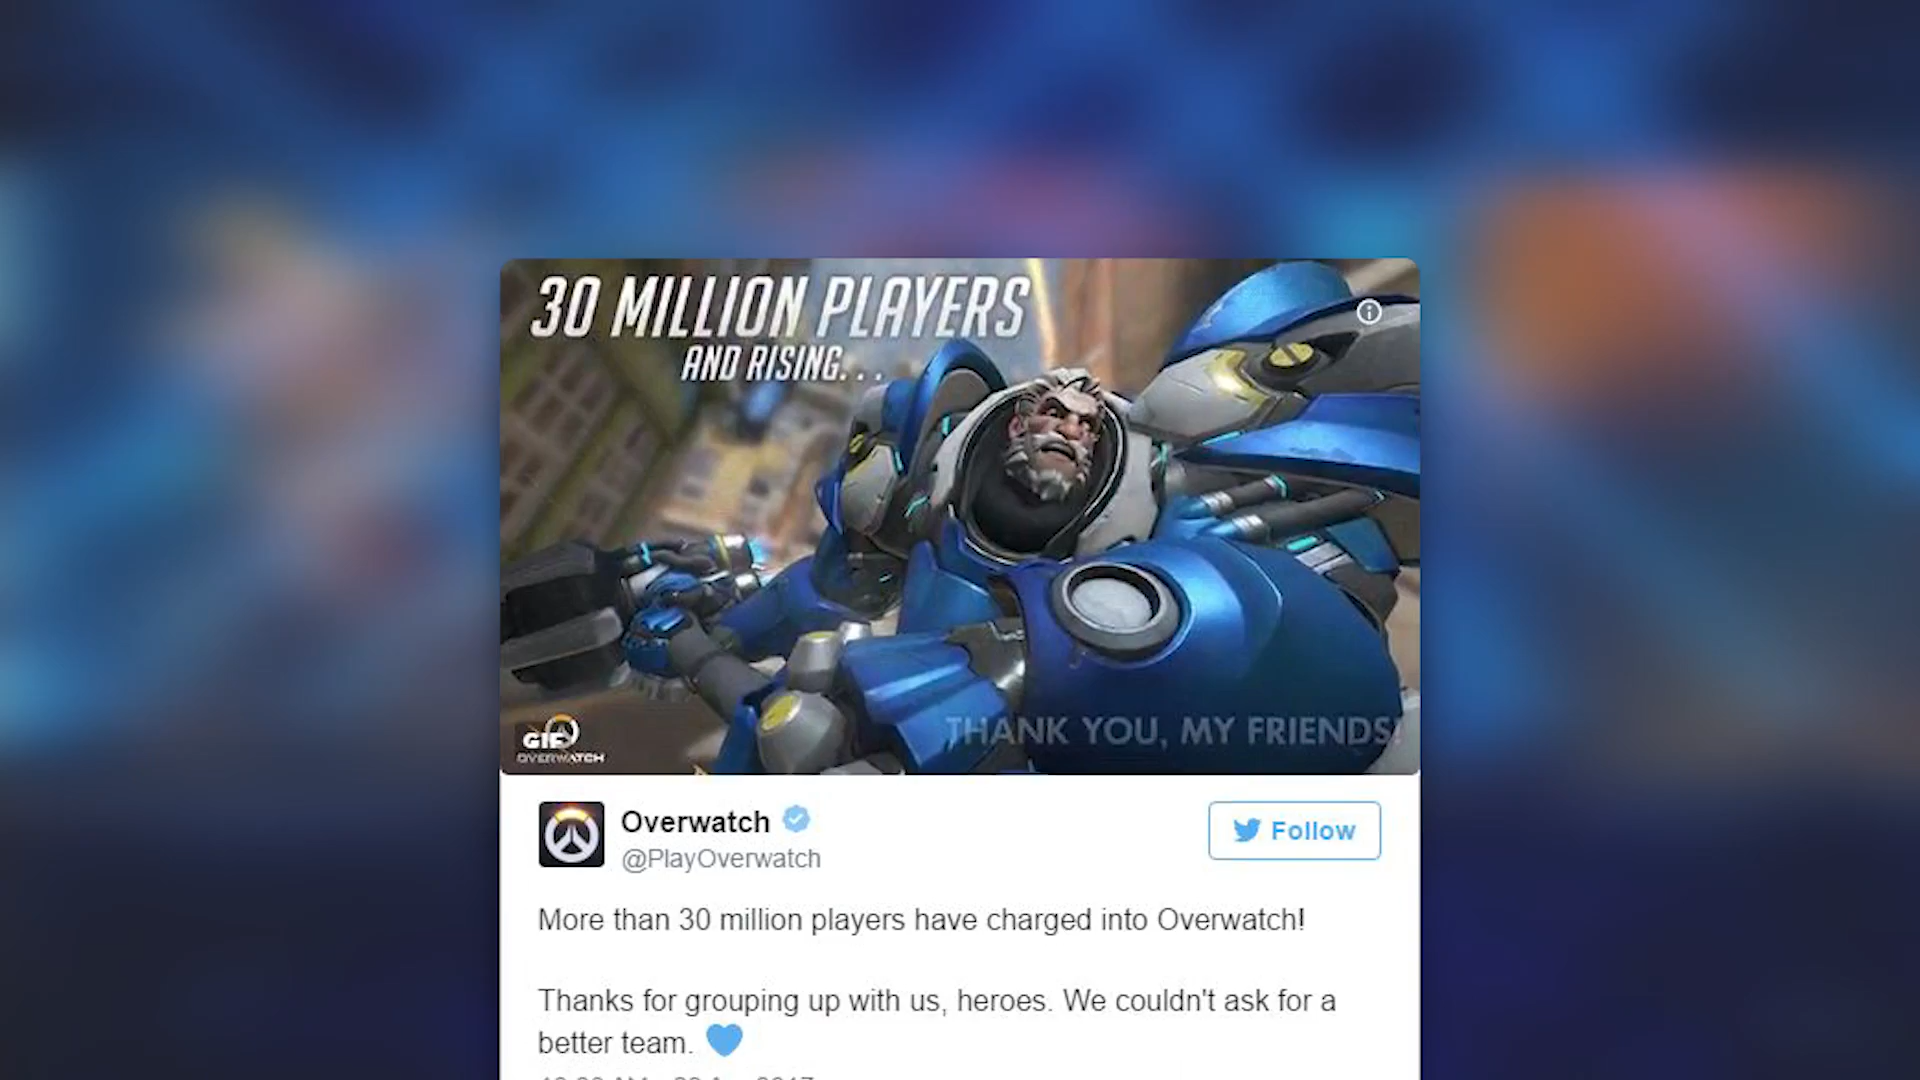 30 MILLION PLAYERS
AND RISING...
THANK YOU, MY FRIENDS!
GIF
OVERWATCH
Overwatch
@PlayOverwatch
Follow
More than 30 million players have charged into Overwatch!
Thanks for grouping up with us, heroes. We couldn't ask for a
better team.